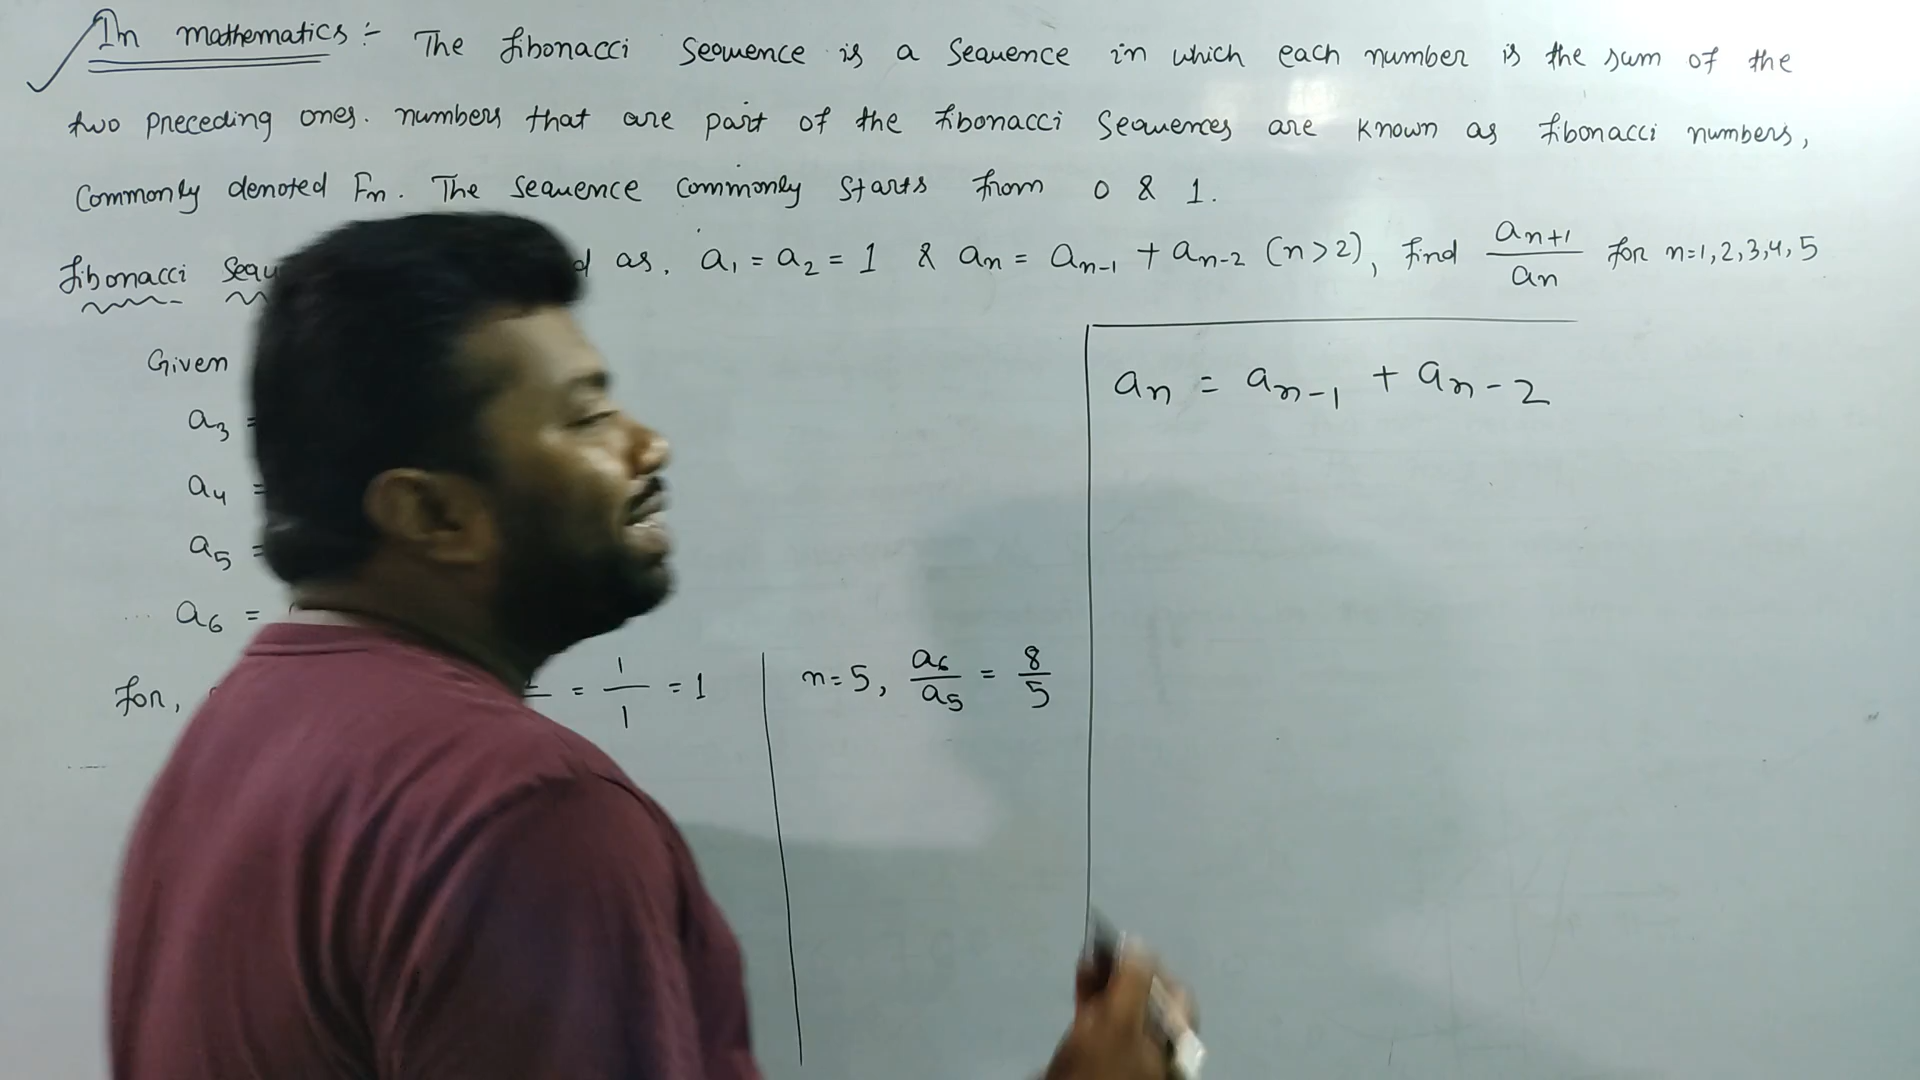 In mathematics :- The fibonacci Sequence is a Sequence in which each number is the sum of the
two preceding ones. numbers that are part of the fibonacci Sequences are known as fibonacci numbers,
Commonly denoted Fn. The sequence commonly starts from 0 & 1.
fibonacci as, a₁ = a₂ = 1 & an = an-1 + an-2 (n>2), find an+1/an for n=1,2,3,4,5
Given
a₃ =
a₄ =
a₅ =
a₆ =
for, = 1/1 = 1
n=5, a₆/a₅ = 8/5
an = an-1 + an-2